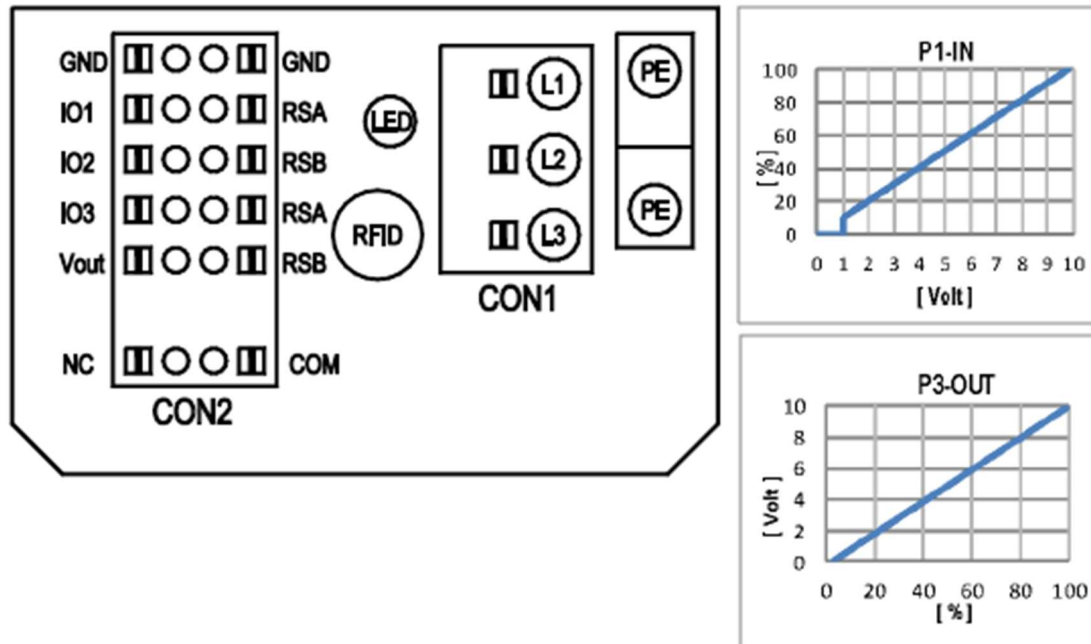 GND GND
IO1 RSA
IO2 RSB
IO3 RSA
Vout RSB
NC COM
CON2
LED
RFID
L1
L2
L3
CON1
PE
PE
P1-IN
100
80
60
40
20
0
[ %]
0 1 2 3 4 5 6 7 8 9 10
[ Volt ]
P3-OUT
10
8
6
4
2
0
[ Volt ]
0 20 40 60 80 100
[ %]